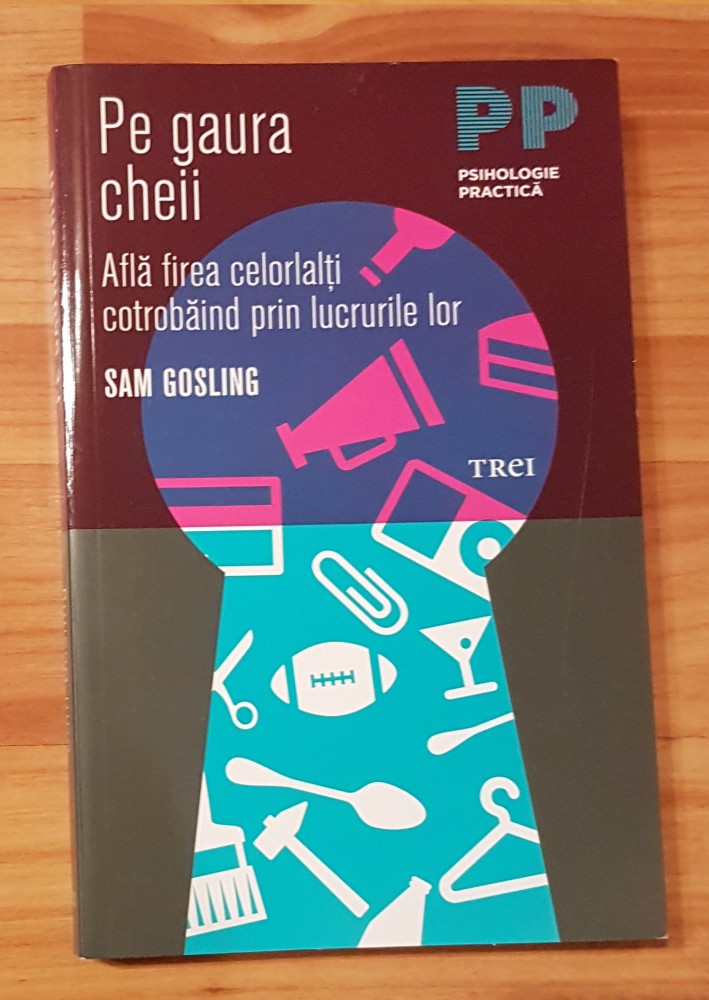 Pe gaura
cheii
PP
PSIHOLOGIE
PRACTICĂ
Află firea celorlalți
cotrobăind prin lucrurile lor
SAM GOSLING
TREI